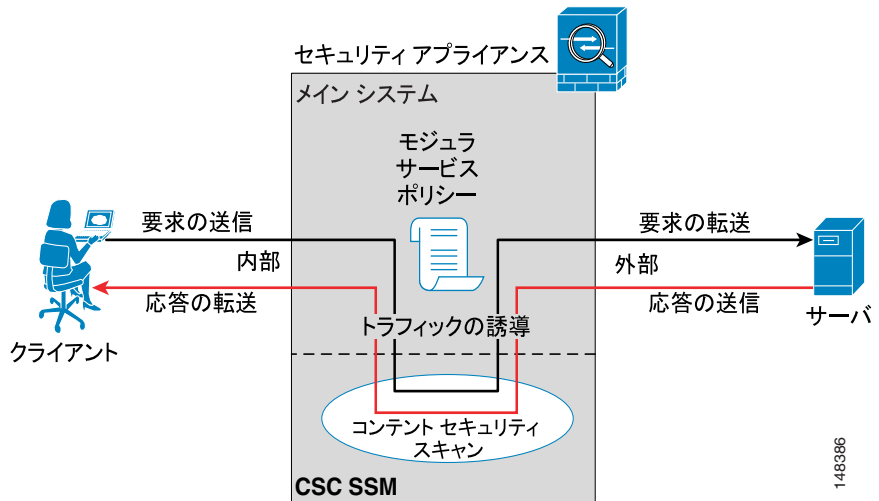 セキュリティ アプライアンス
メイン システム
モジュラ
サービス
ポリシー
要求の送信
要求の転送
内部
外部
応答の転送
応答の送信
トラフィックの誘導
クライアント
サーバ
コンテント セキュリティ
スキャン
CSC SSM
148386